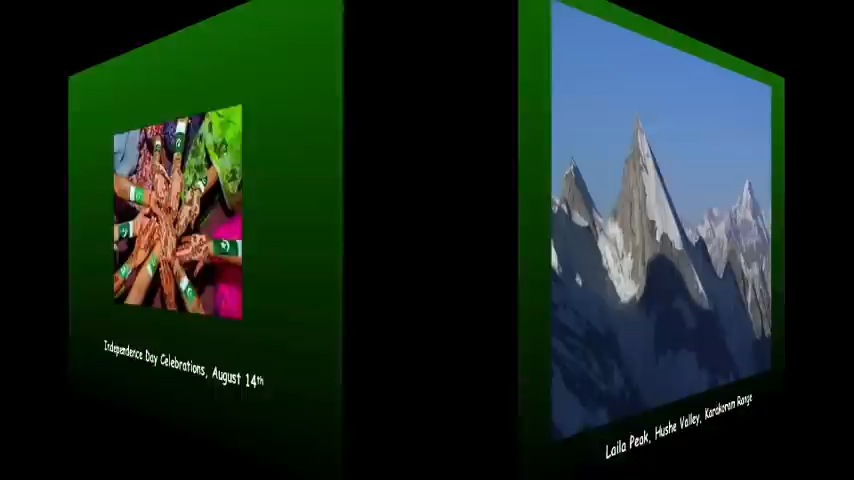 Independence Day Celebrations, August 14th
Laila Peak, Hushe Valley, Karakoram Range